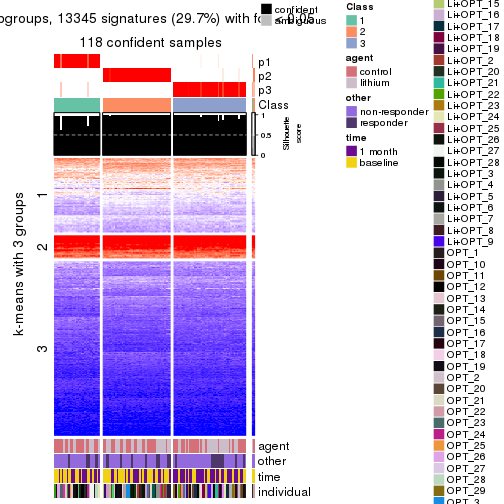 ogroups, 13345 signatures (29.7%) with f
confident
ambiguous
118 confident samples
p1
p2
p3
Class
1
0.5
0
Silhouette
score
k-means with 3 groups
1
2
3
agent
other
time
individual
Class
1
2
3
agent
control
lithium
other
non-responder
responder
time
1 month
baseline
Li+OPT_15
Li+OPT_16
Li+OPT_17
Li+OPT_18
Li+OPT_19
Li+OPT_2
Li+OPT_20
Li+OPT_21
Li+OPT_22
Li+OPT_23
Li+OPT_24
Li+OPT_25
Li+OPT_26
Li+OPT_27
Li+OPT_28
Li+OPT_3
Li+OPT_4
Li+OPT_5
Li+OPT_6
Li+OPT_7
Li+OPT_8
Li+OPT_9
OPT_1
OPT_10
OPT_11
OPT_12
OPT_13
OPT_14
OPT_15
OPT_16
OPT_17
OPT_18
OPT_19
OPT_2
OPT_20
OPT_21
OPT_22
OPT_23
OPT_24
OPT_25
OPT_26
OPT_27
OPT_28
OPT_29